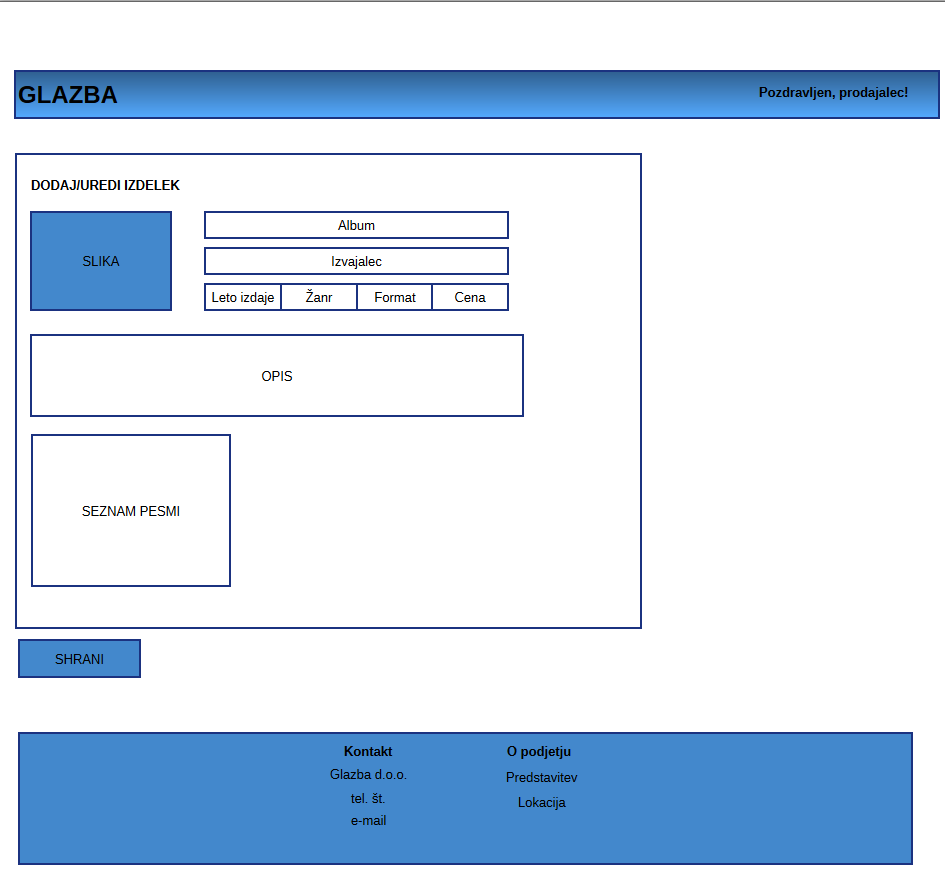 GLAZBA
Pozdravljen, prodajalec!
DODAJ/UREDI IZDELEK
SLIKA
Album
Izvajalec
Leto izdaje Žanr Format Cena
OPIS
SEZNAM PESMI
SHRANI
Kontakt
Glazba d.o.o.
tel. št.
e-mail
O podjetju
Predstavitev
Lokacija